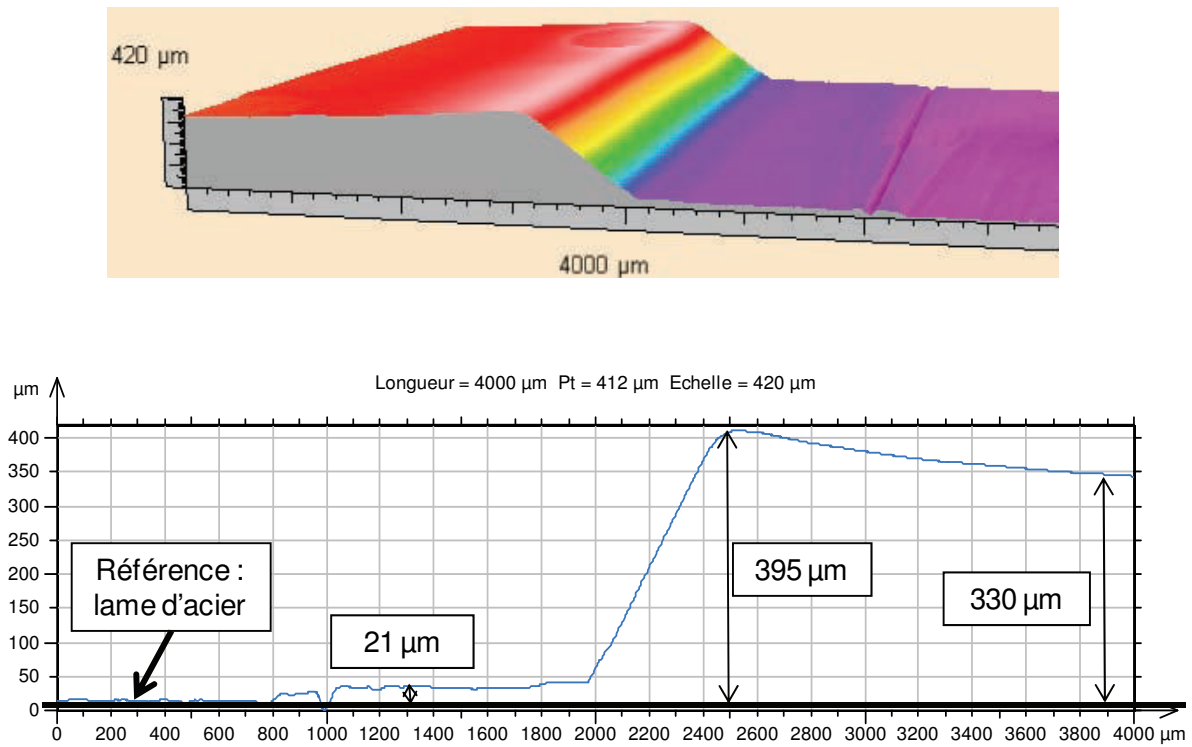 420 µm
4000 µm
Longueur = 4000 µm Pt = 412 µm Echelle = 420 µm
µm
400
350
300
250
200
150
100
50
0
Référence :
lame d'acier
21 µm
395 µm
330 µm
0 200 400 600 800 1000 1200 1400 1600 1800 2000 2200 2400 2600 2800 3000 3200 3400 3600 3800 4000 µm